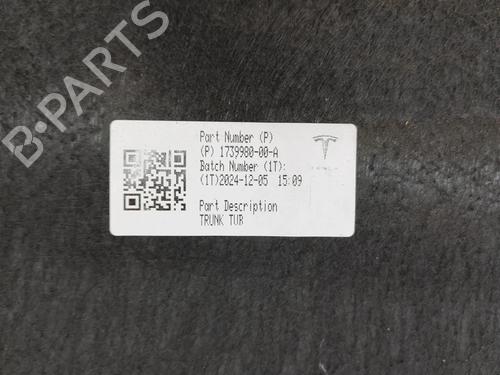 B-PARTS
Part Number (P)
(P) 1739980-00-A
Batch Number (1T):
(1T)2024-12-05 15:09
Part Description
TRUNK TUB